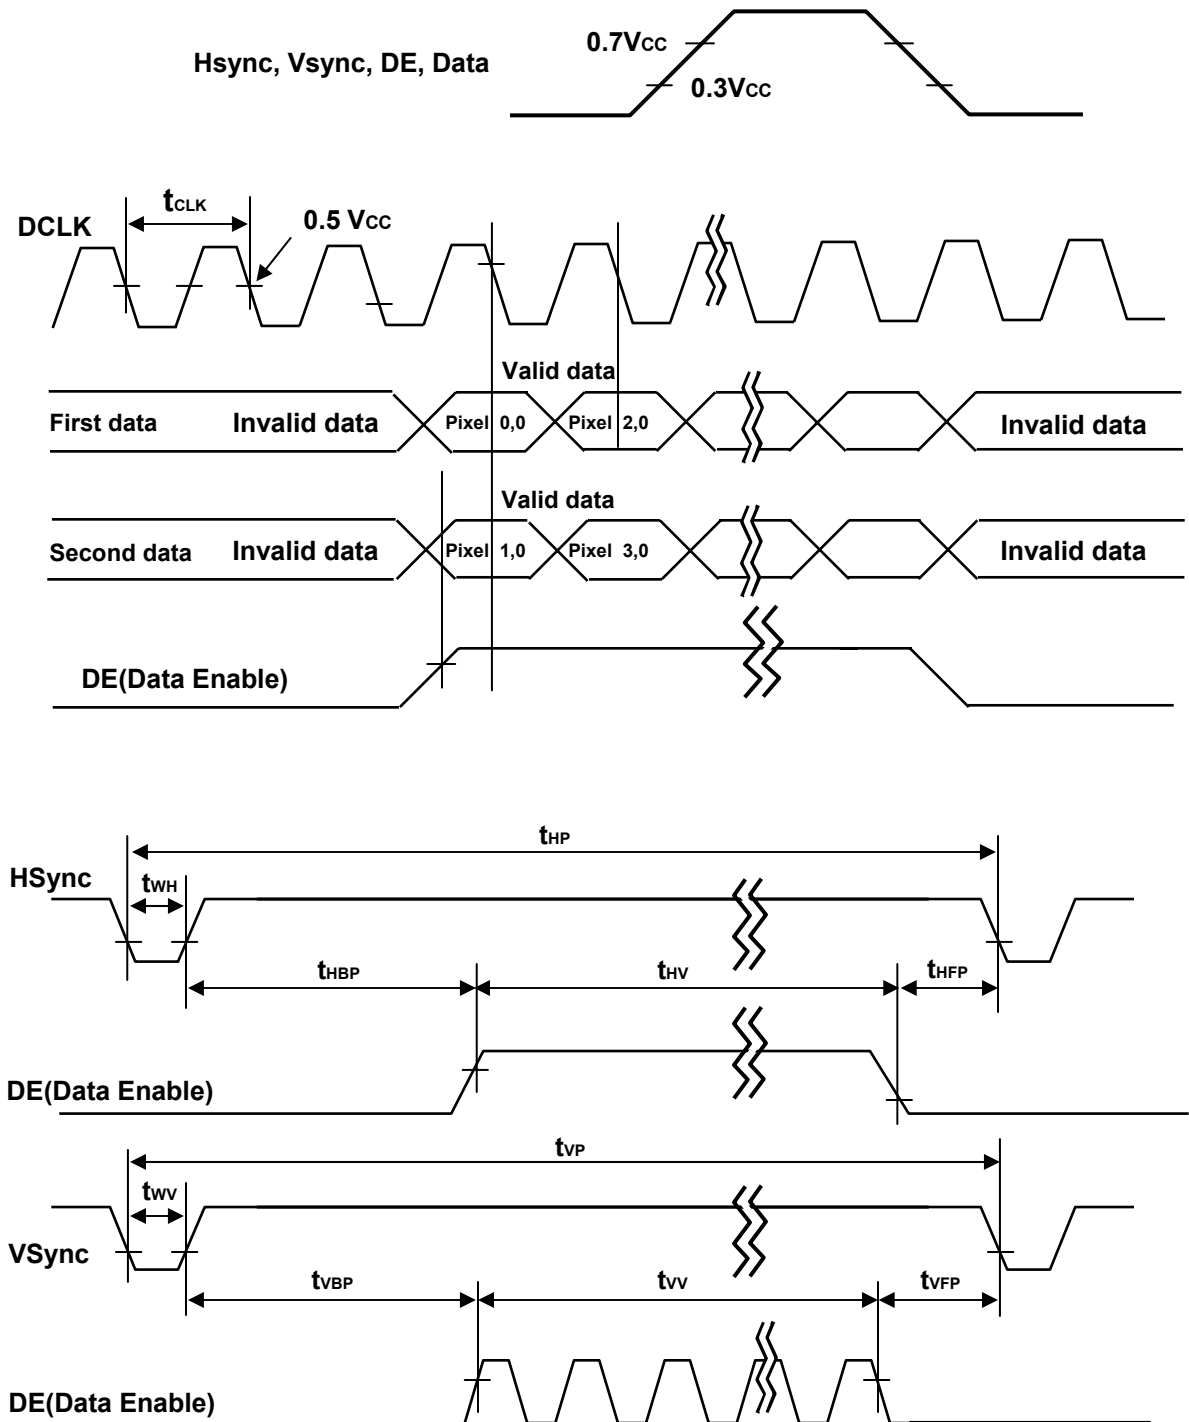 0.7VCC
Hsync, Vsync, DE, Data
0.3VCC
tCLK
DCLK
0.5 VCC
Valid data
First data Invalid data Pixel 0,0 Pixel 2,0 Invalid data
Valid data
Second data Invalid data Pixel 1,0 Pixel 3,0 Invalid data
DE(Data Enable)
tHP
HSync
tWH
tHBP tHV tHFP
DE(Data Enable)
tVP
tWV
VSync
tVBP tVV tVFP
DE(Data Enable)